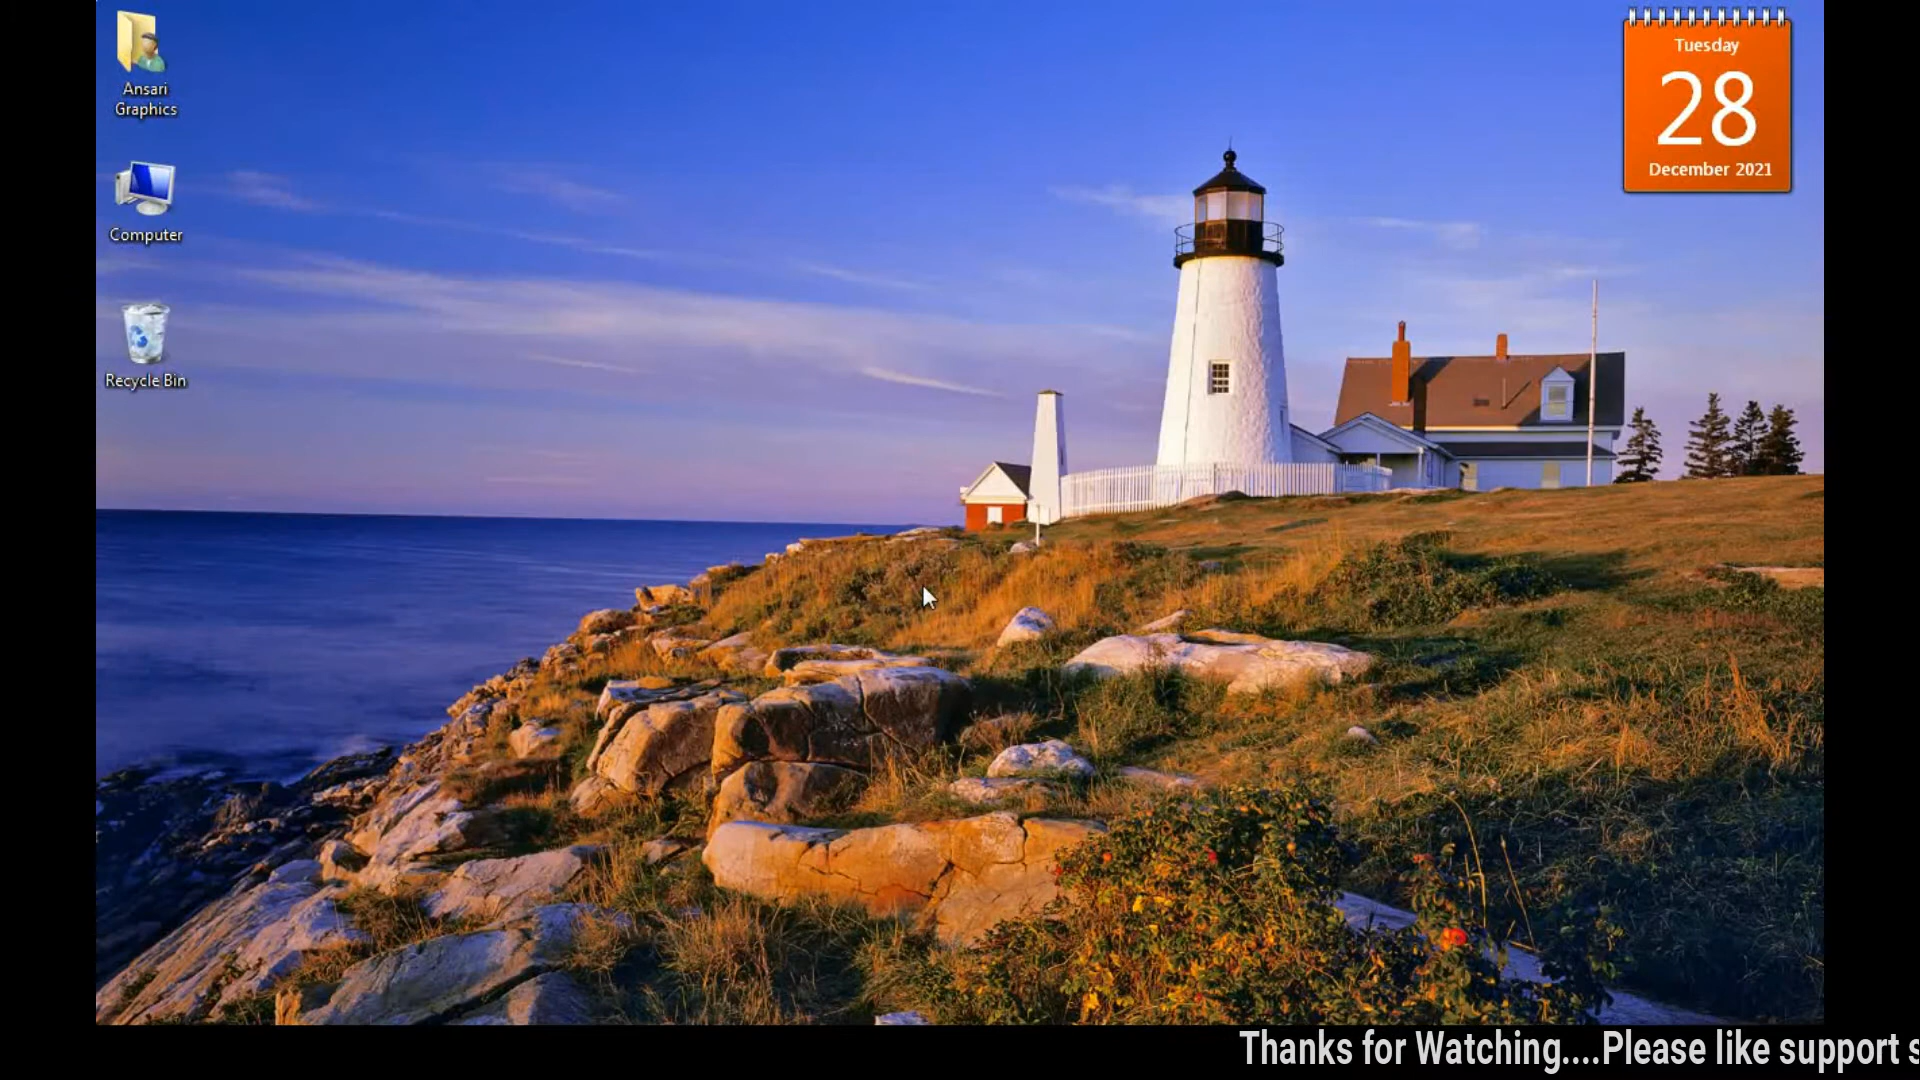 Ansari
Graphics
Computer
Recycle Bin
Tuesday
28
December 2021
Thanks for Watching....Please like support s